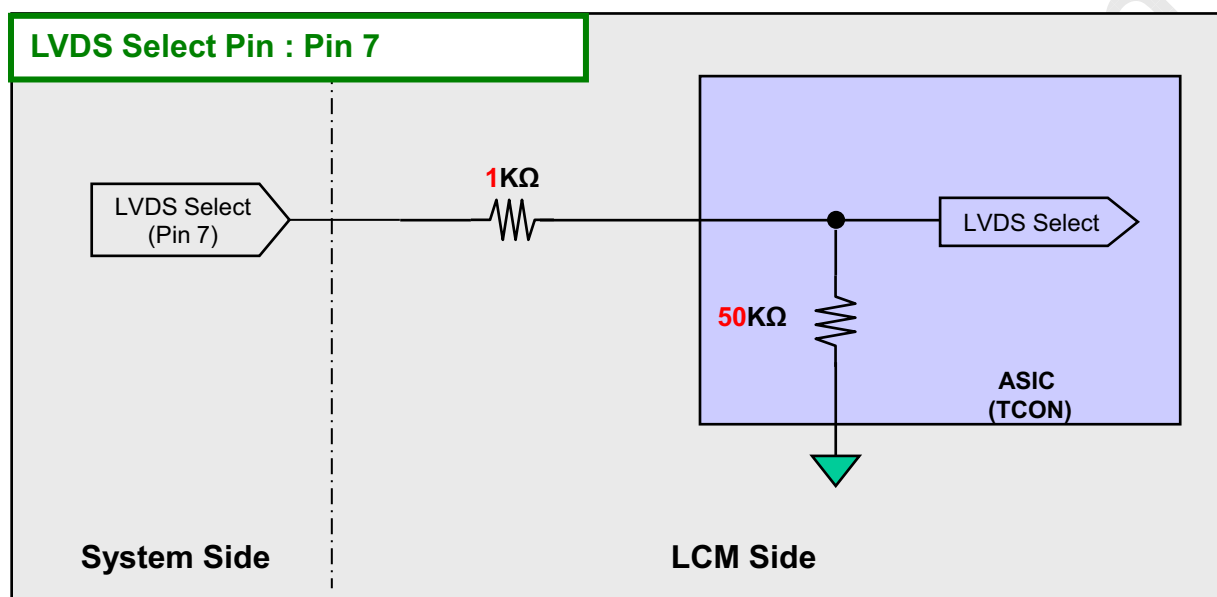 LVDS Select Pin : Pin 7
1KΩ
LVDS Select
(Pin 7)
LVDS Select
50KΩ
ASIC
(TCON)
System Side
LCM Side